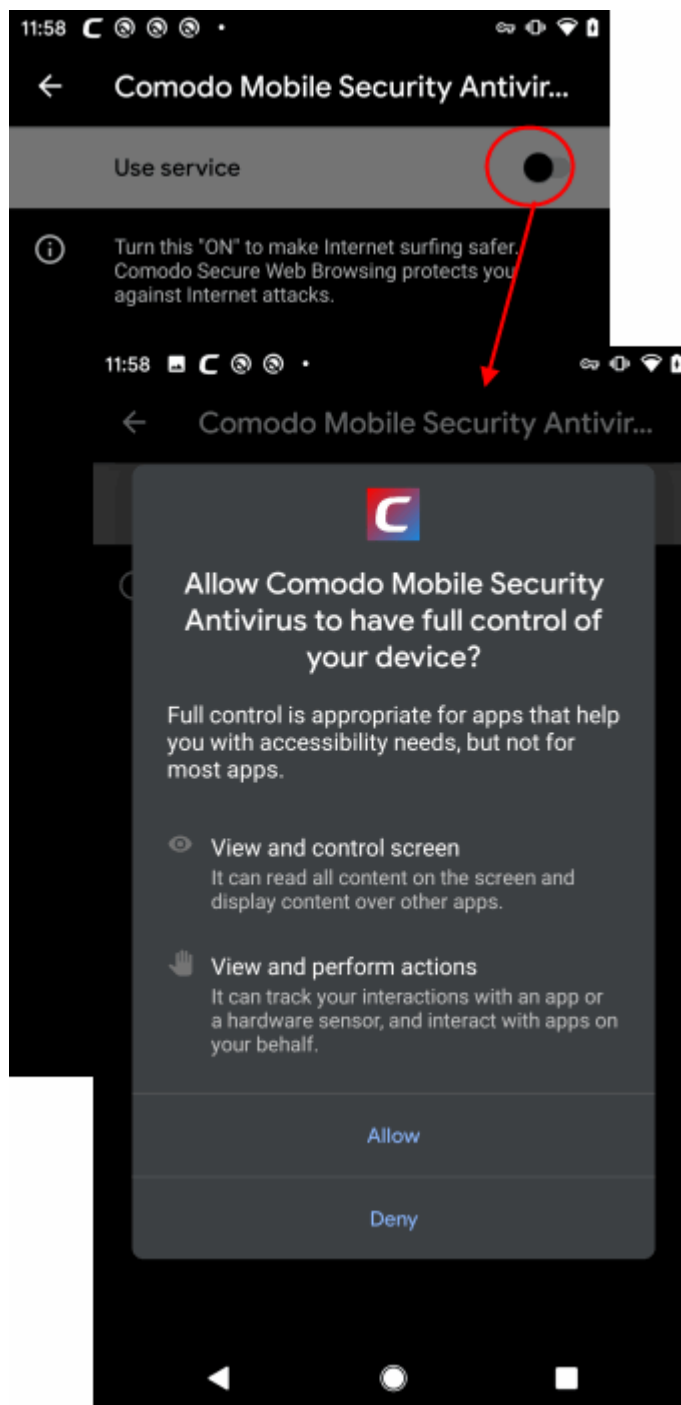 11:58
Comodo Mobile Security Antivir...
Use service
Turn this "ON" to make Internet surfing safer.
Comodo Secure Web Browsing protects you
against Internet attacks.
11:58
Comodo Mobile Security Antivir...
Allow Comodo Mobile Security
Antivirus to have full control of
your device?
Full control is appropriate for apps that help
you with accessibility needs, but not for
most apps.
View and control screen
It can read all content on the screen and
display content over other apps.
View and perform actions
It can track your interactions with an app or
a hardware sensor, and interact with apps on
your behalf.
Allow
Deny